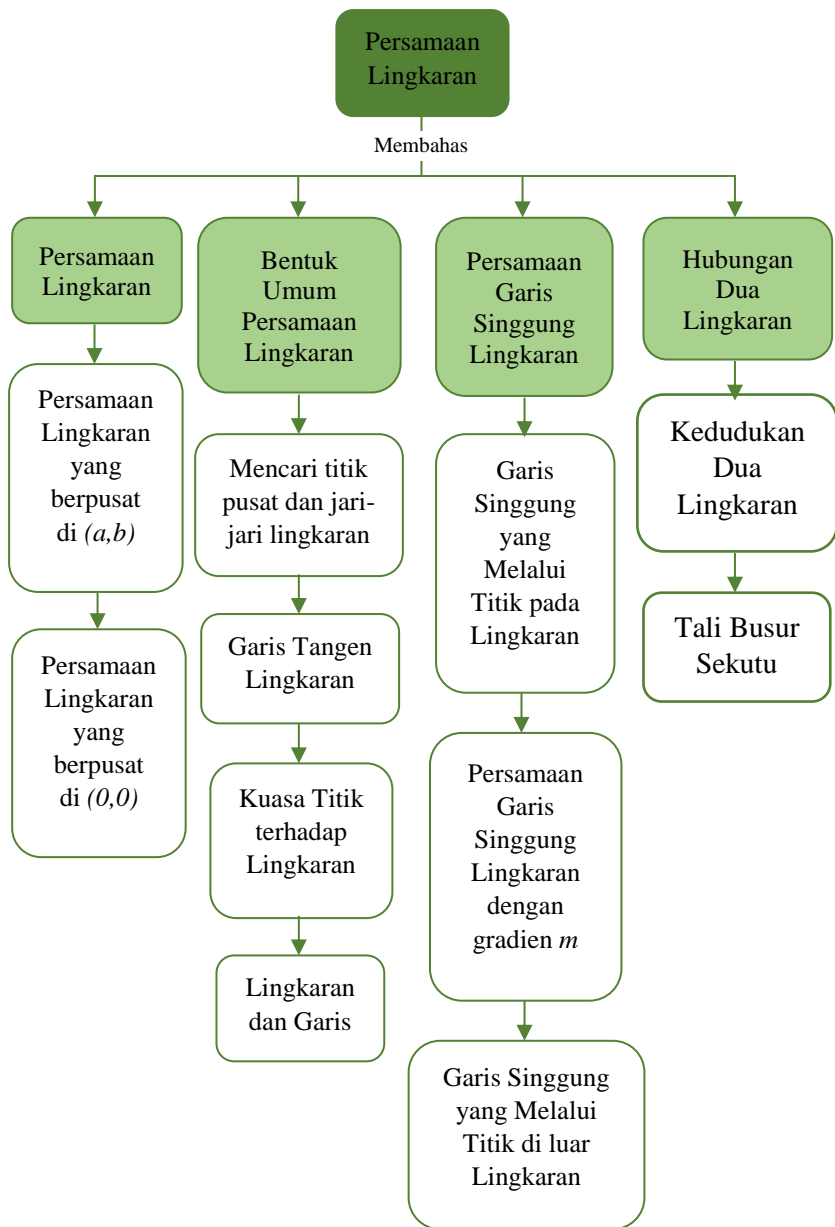 Persamaan
Lingkaran
Membahas
Persamaan
Lingkaran
Persamaan
Lingkaran
yang
berpusat
di (a,b)
Persamaan
Lingkaran
yang
berpusat
di (0,0)
Bentuk
Umum
Persamaan
Lingkaran
Mencari titik
pusat dan jari-
jari lingkaran
Garis Tangen
Lingkaran
Kuasa Titik
terhadap
Lingkaran
Lingkaran
dan Garis
Persamaan
Garis
Singgung
Lingkaran
Garis
Singgung
yang
Melalui
Titik pada
Lingkaran
Persamaan
Garis
Singgung
Lingkaran
dengan
gradien m
Garis Singgung
yang Melalui
Titik di luar
Lingkaran
Hubungan
Dua
Lingkaran
Kedudukan
Dua
Lingkaran
Tali Busur
Sekutu